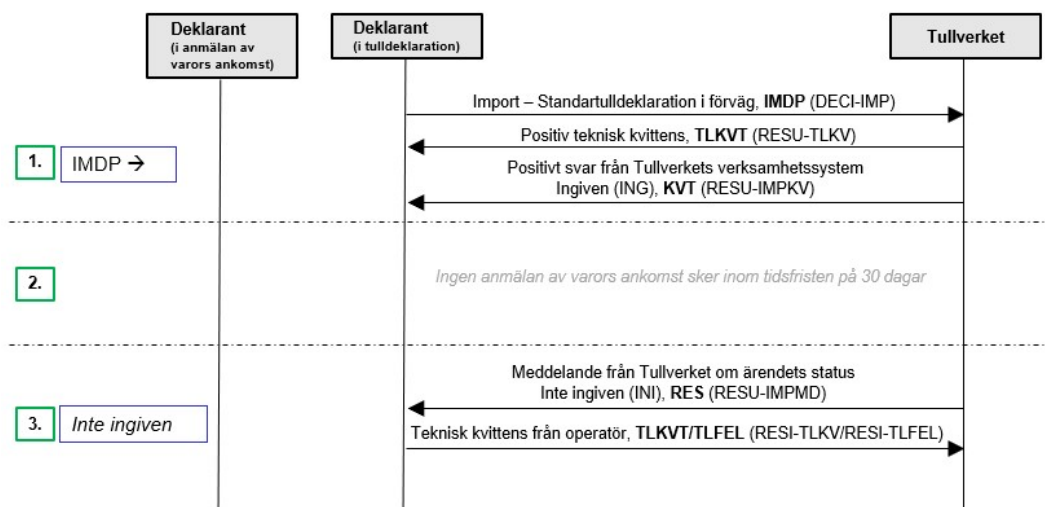 Deklarant
(i anmälan av
varors ankomst)
Deklarant
(i tulldeklaration)
Tullverket
Import – Standartulldeklaration i förväg, IMDP (DECI-IMP)
Positiv teknisk kvittens, TLKVT (RESU-TLKV)
1.
IMDP →
Positivt svar från Tullverkets verksamhetssystem
Ingiven (ING), KVT (RESU-IMPKV)
2.
Ingen anmälan av varors ankomst sker inom tidsfristen på 30 dagar
Meddelande från Tullverket om ärendets status
Inte ingiven (INI), RES (RESU-IMPMD)
3.
Inte ingiven
Teknisk kvittens från operatör, TLKVT/TLFEL (RESI-TLKV/RESI-TLFEL)